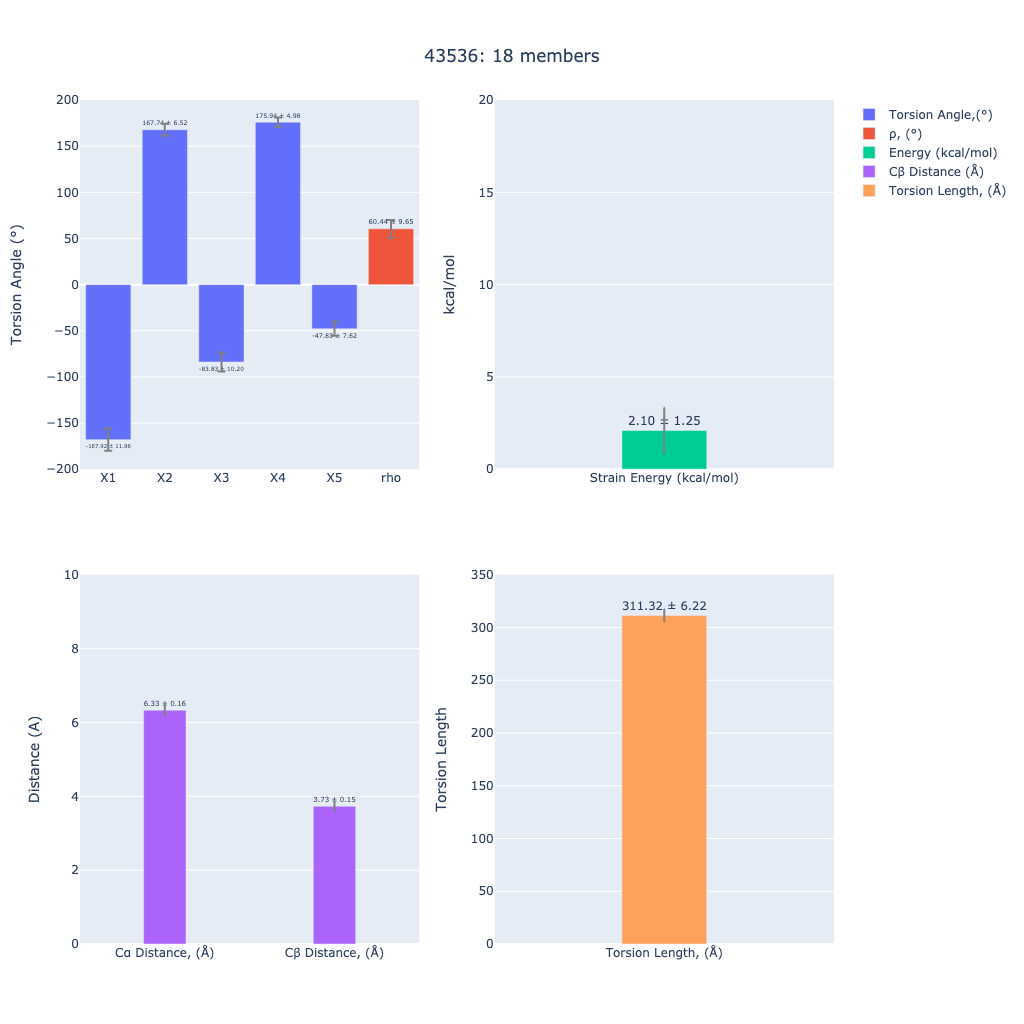 43536: 18 members
Torsion Angle (°)
200
150
100
50
0
−50
−100
−150
−200
-167.92 ± 11.96
167.74 ± 6.52
-83.83 ± 10.20
175.94 ± 4.98
-47.83 ± 7.62
60.44 ± 9.65
X1 X2 X3 X4 X5 rho
kcal/mol
20
15
10
5
0
2.10 ± 1.25
Strain Energy (kcal/mol)
Torsion Angle,(°)
ρ, (°)
Energy (kcal/mol)
Cβ Distance (Å)
Torsion Length, (Å)
Distance (A)
10
8
6
4
2
0
6.33 ± 0.16
3.73 ± 0.15
Cα Distance, (Å) Cβ Distance, (Å)
Torsion Length
350
300
250
200
150
100
50
0
311.32 ± 6.22
Torsion Length, (Å)